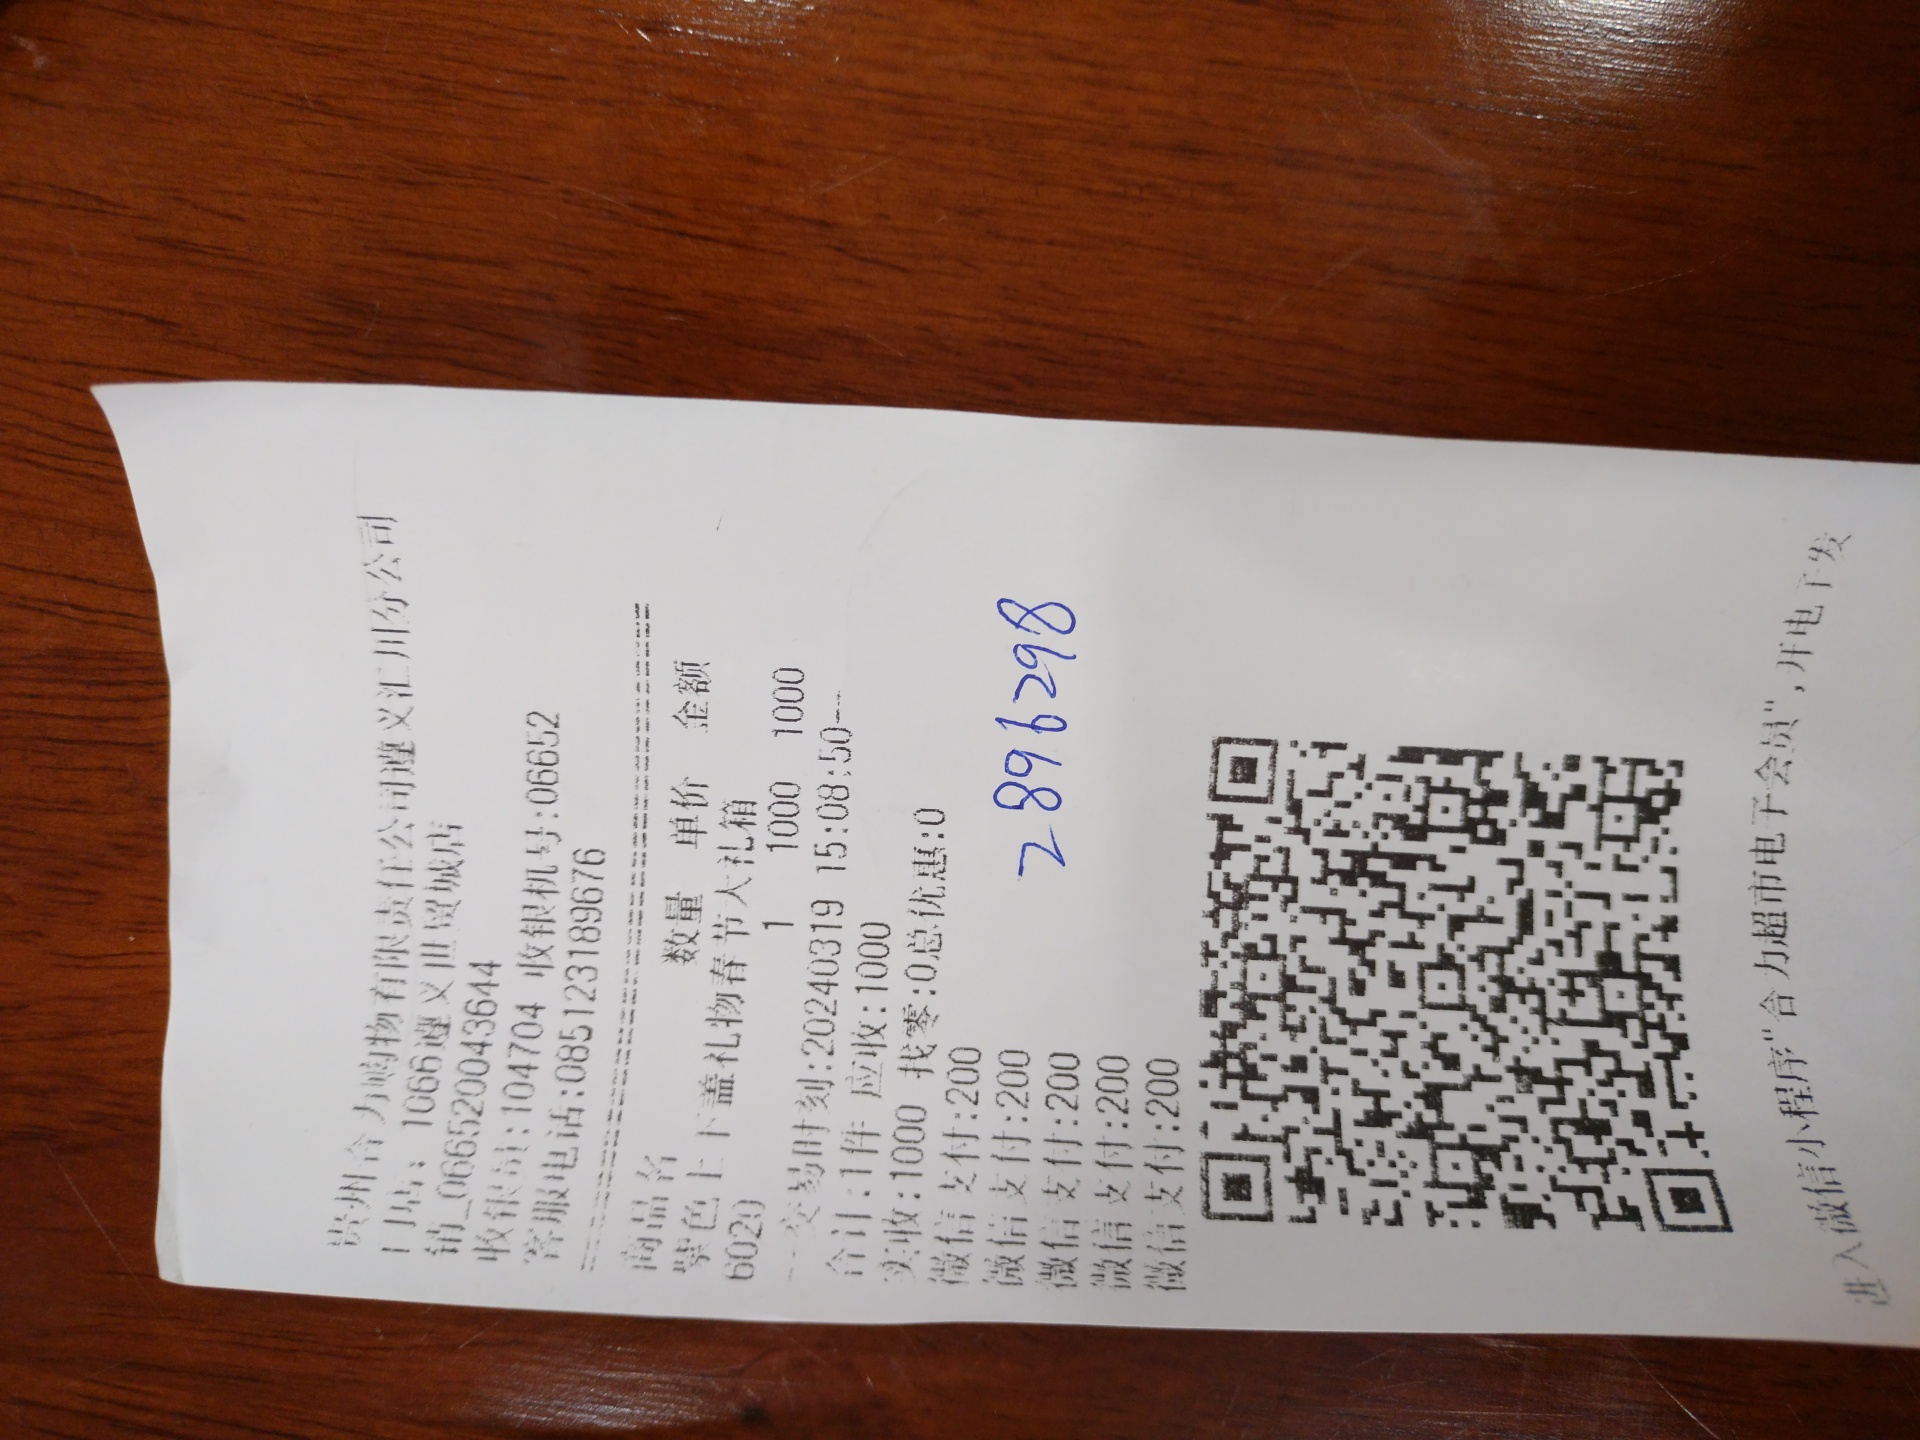 贵州合力购物有限责任公司遵义汇川分公司
门店: 1066遵义世贸城店
销_066520043644
收银员:104704 收银机号:06652
客服电话:085123189676
商品名 数量 单价 金额
紫色上下盖礼物春节大礼箱
6029 1 1000 1000
--交易时刻:20240319 15:08:50--
合计:1件 应收:1000
实收:1000 找零:0总优惠:0
微信支付:200
微信支付:200
微信支付:200
微信支付:200
微信支付:200
2896298
进入微信小程序"合力超市电子会员",开电子发